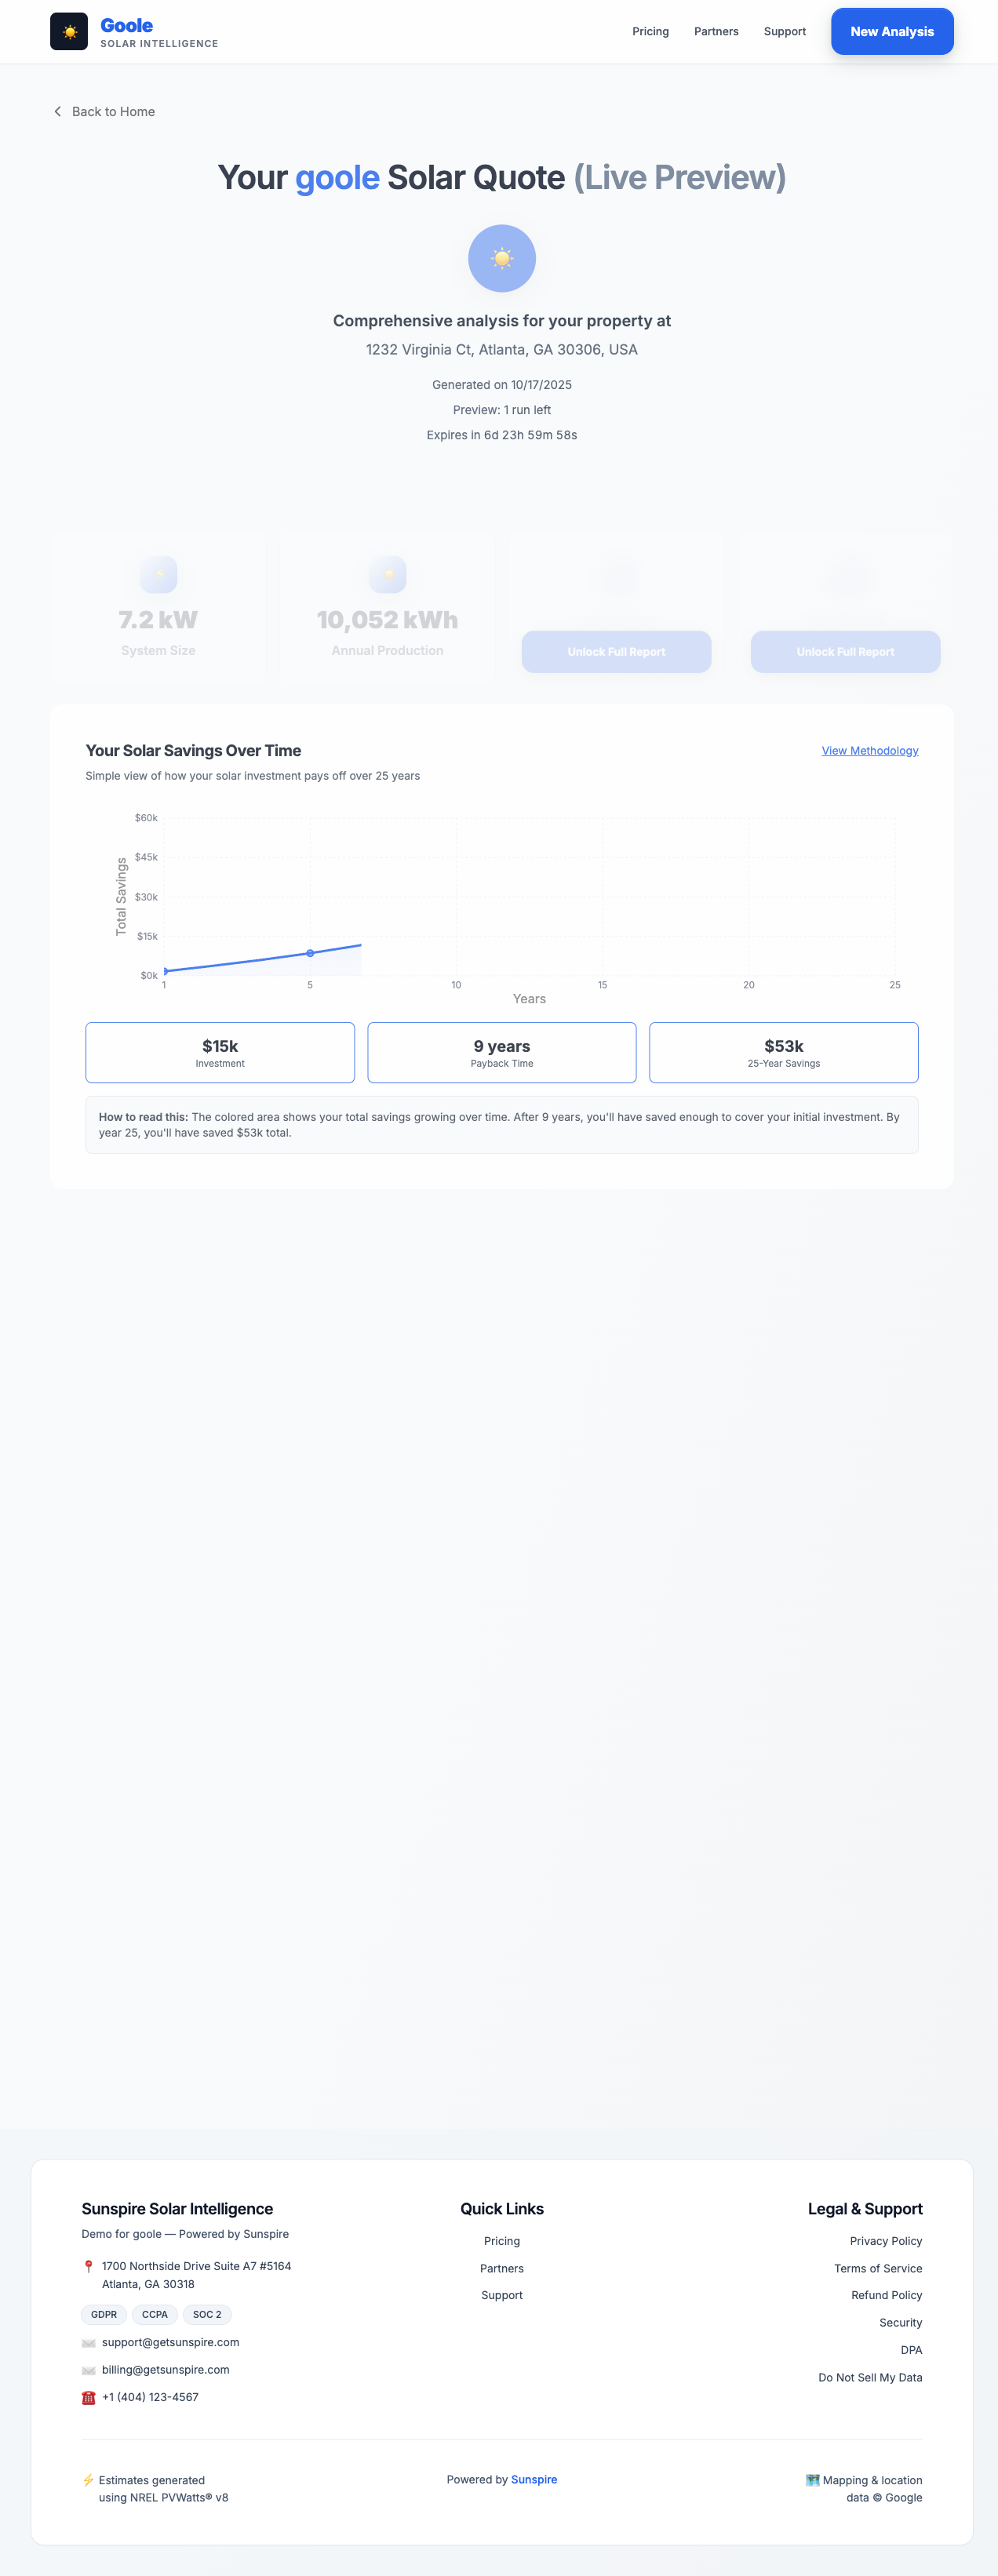 Goole
SOLAR INTELLIGENCE
Pricing
Partners
Support
New Analysis
Back to Home
Your goole Solar Quote (Live Preview)
Comprehensive analysis for your property at
1232 Virginia Ct, Atlanta, GA 30306, USA
Generated on 10/17/2025
Preview: 1 run left
Expires in 6d 23h 59m 58s
7.2 kW
System Size
10,052 kWh
Annual Production
Unlock Full Report
Unlock Full Report
Your Solar Savings Over Time
View Methodology
Simple view of how your solar investment pays off over 25 years
Total Savings
$60k
$45k
$30k
$15k
$0k
1
5
10
15
20
25
Years
$15k
Investment
9 years
Payback Time
$53k
25-Year Savings
How to read this: The colored area shows your total savings growing over time. After 9 years, you'll have saved enough to cover your initial investment. By
year 25, you'll have saved $53k total.
Sunspire Solar Intelligence
Demo for goole — Powered by Sunspire
1700 Northside Drive Suite A7 #5164
Atlanta, GA 30318
GDPR
CCPA
SOC 2
support@getsunspire.com
billing@getsunspire.com
+1 (404) 123-4567
Quick Links
Pricing
Partners
Support
Legal & Support
Privacy Policy
Terms of Service
Refund Policy
Security
DPA
Do Not Sell My Data
Estimates generated
using NREL PVWatts® v8
Powered by Sunspire
Mapping & location
data © Google